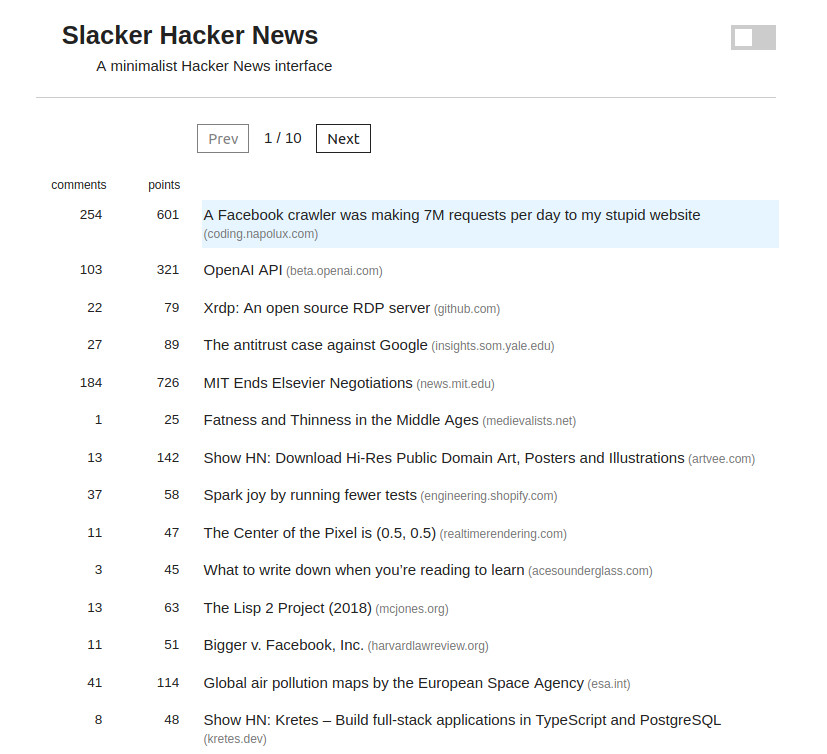 Slacker Hacker News
A minimalist Hacker News interface
Prev 1 / 10 Next
comments points
254 601 A Facebook crawler was making 7M requests per day to my stupid website
(coding.napolux.com)
103 321 OpenAI API (beta.openai.com)
22 79 Xrdp: An open source RDP server (github.com)
27 89 The antitrust case against Google (insights.som.yale.edu)
184 726 MIT Ends Elsevier Negotiations (news.mit.edu)
1 25 Fatness and Thinness in the Middle Ages (medievalists.net)
13 142 Show HN: Download Hi-Res Public Domain Art, Posters and Illustrations (artvee.com)
37 58 Spark joy by running fewer tests (engineering.shopify.com)
11 47 The Center of the Pixel is (0.5, 0.5) (realtimerendering.com)
3 45 What to write down when you’re reading to learn (acesounderglass.com)
13 63 The Lisp 2 Project (2018) (mcjones.org)
11 51 Bigger v. Facebook, Inc. (harvardlawreview.org)
41 114 Global air pollution maps by the European Space Agency (esa.int)
8 48 Show HN: Kretes – Build full-stack applications in TypeScript and PostgreSQL
(kretes.dev)